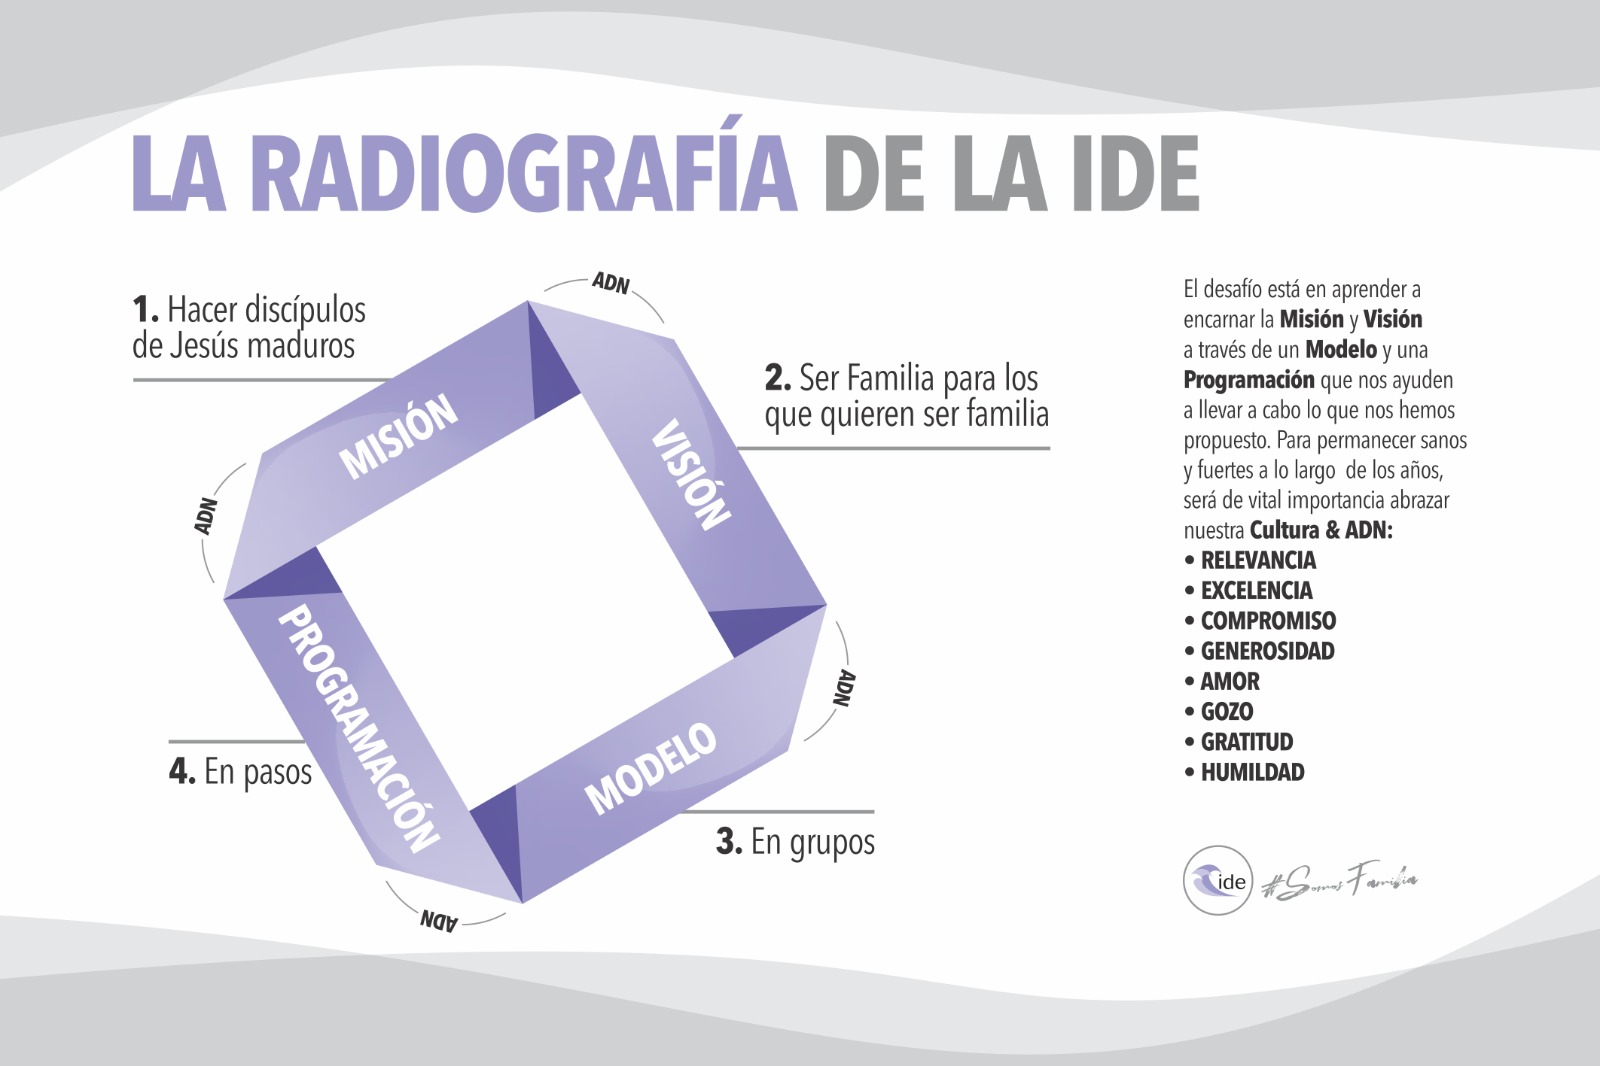 LA RADIOGRAFÍA DE LA IDE
1. Hacer discípulos
de Jesús maduros
ADN
2. Ser Familia para los
que quieren ser familia
MISIÓN
VISIÓN
ADN
PROGRAMACIÓN
MODELO
ADN
4. En pasos
3. En grupos
ADN
El desafío está en aprender a
encarnar la Misión y Visión
a través de un Modelo y una
Programación que nos ayuden
a llevar a cabo lo que nos hemos
propuesto. Para permanecer sanos
y fuertes a lo largo de los años,
será de vital importancia abrazar
nuestra Cultura & ADN:
• RELEVANCIA
• EXCELENCIA
• COMPROMISO
• GENEROSIDAD
• AMOR
• GOZO
• GRATITUD
• HUMILDAD
ide
#Somos Familia